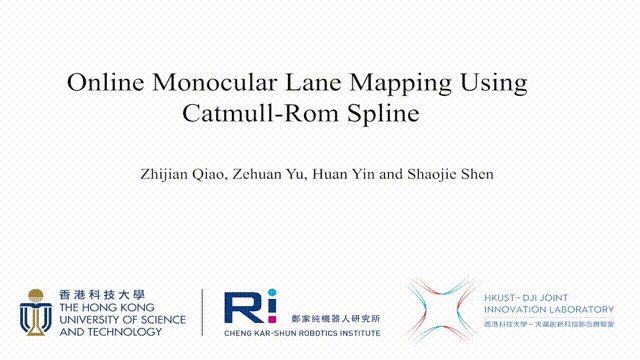 Online Monocular Lane Mapping Using
Catmull-Rom Spline
Zhijian Qiao, Zehuan Yu, Huan Yin and Shaojie Shen
香港科技大學
THE HONG KONG
UNIVERSITY OF SCIENCE
AND TECHNOLOGY
Ri
鄭家純機器人研究所
CHENG KAR-SHUN ROBOTICS INSTITUTE
HKUST-DJI JOINT
INNOVATION LABORATORY
香港科技大學-大疆創新科技聯合實驗室